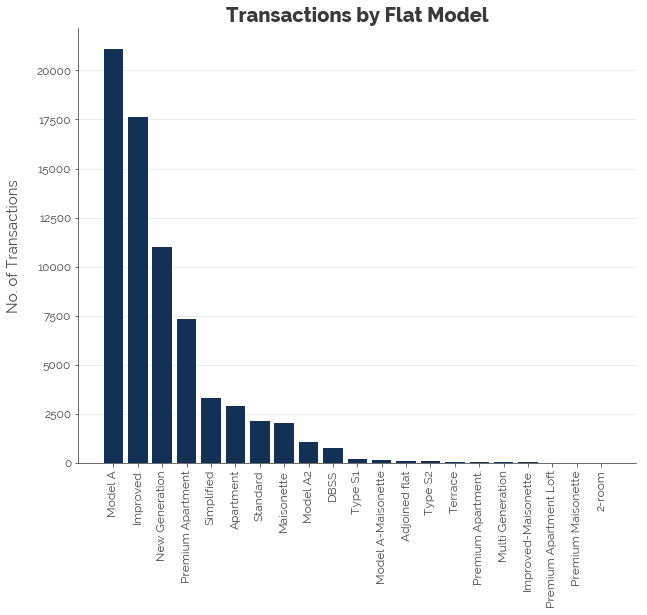 Transactions by Flat Model
No. of Transactions
20000
17500
15000
12500
10000
7500
5000
2500
0
Model A
Improved
New Generation
Premium Apartment
Simplified
Apartment
Standard
Maisonette
Model A2
DBSS
Type S1
Model A-Maisonette
Adjoined flat
Type S2
Terrace
Premium Apartment.
Multi Generation
Improved-Maisonette
Premium Apartment Loft
Premium Maisonette
2-room